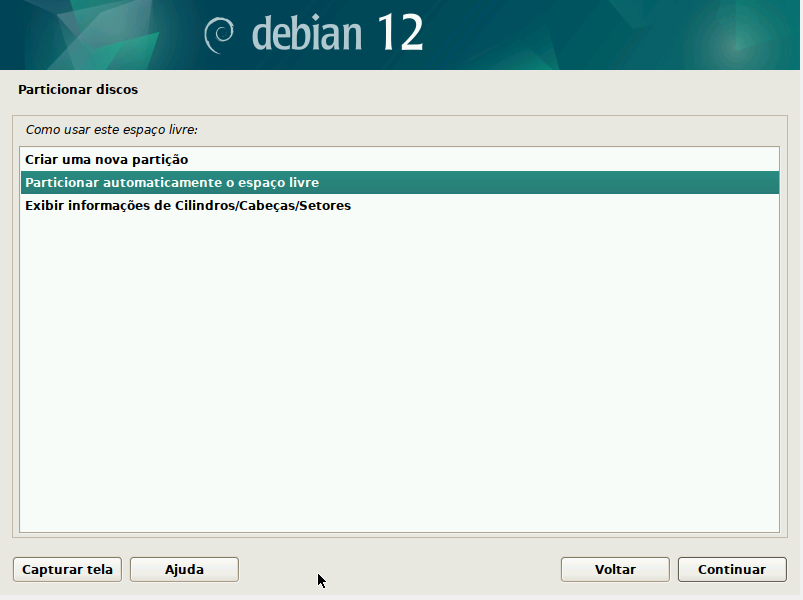 debian 12
Particionar discos
Como usar este espaço livre:
Criar uma nova partição
Particionar automaticamente o espaço livre
Exibir informações de Cilindros/Cabeças/Setores
Capturar tela
Ajuda
Voltar
Continuar